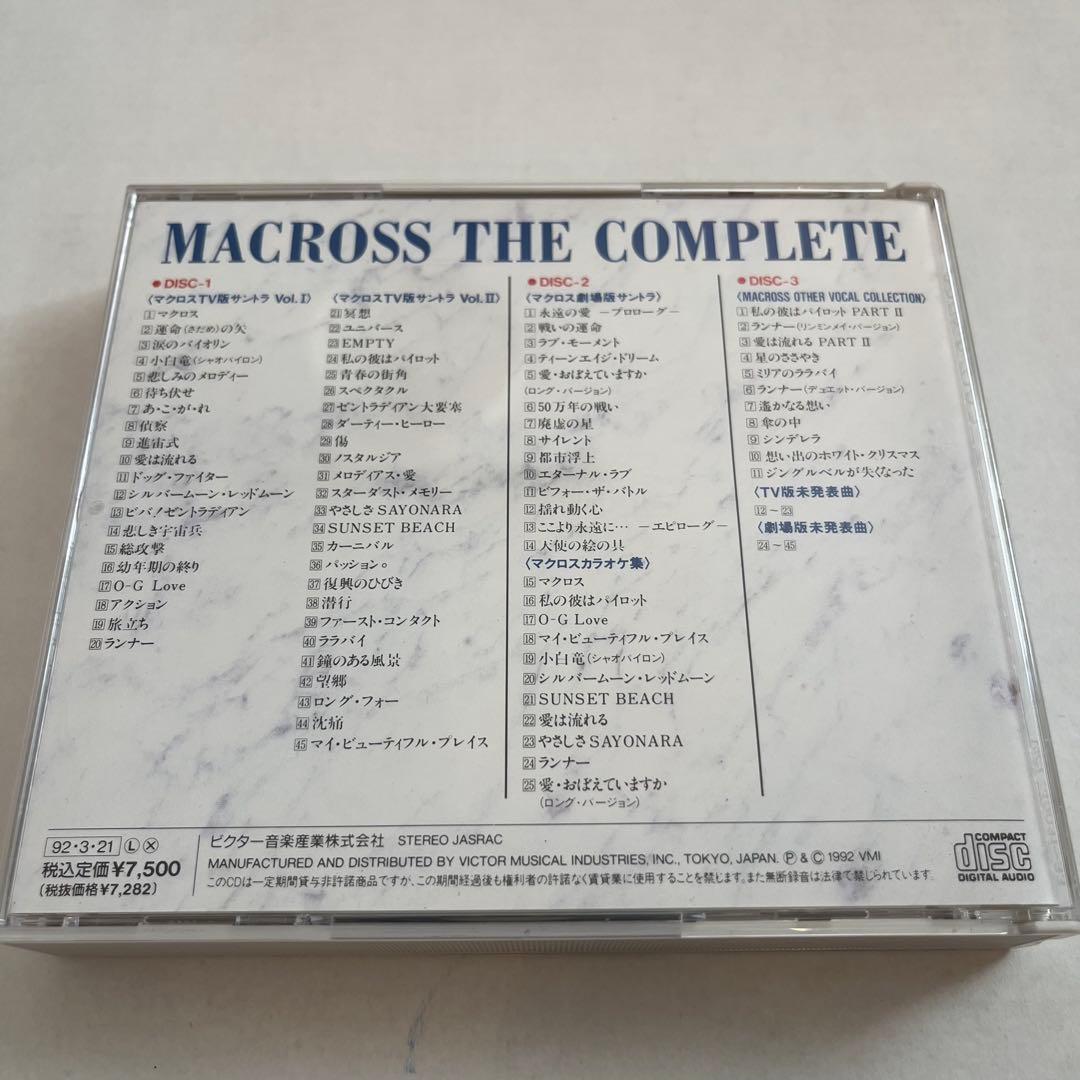 MACROSS THE COMPLETE
●DISC-1
〈マクロスTV版サントラ Vol.Ⅰ〉
1 マクロス
2 運命(さだめ)の矢
3 涙のバイオリン
4 小白竜(シャオパイロン)
5 悲しみのメロディー
6 待ち伏せ
7 あ・こ・が・れ
8 偵察
9 進宙式
10 愛は流れる
11 ドッグ・ファイター
12 シルバームーン・レッドムーン
13 ビバ!ゼントラディアン
14 悲しき宇宙兵
15 総攻撃
16 幼年期の終り
17 O-G Love
18 アクション
19 旅立ち
20 ランナー
〈マクロスTV版サントラ Vol.Ⅱ〉
21 冥想
22 ユニバース
23 EMPTY
24 私の彼はパイロット
25 青春の街角
26 スペクタクル
27 ゼントラディアン大要塞
28 ダーティー・ヒーロー
29 傷
30 ノスタルジア
31 メロディアス・愛
32 スターダスト・メモリー
33 やさしさSAYONARA
34 SUNSET BEACH
35 カーニバル
36 パッション。
37 復興のひびき
38 潜行
39 ファースト・コンタクト
40 ララバイ
41 鐘のある風景
42 望郷
43 ロング・フォー
44 沈痛
45 マイ・ビューティフル・プレイス
●DISC-2
〈マクロス劇場版サントラ〉
1 永遠の愛 −プロローグ−
2 戦いの運命
3 ラブ・モーメント
4 ティーンエイジ・ドリーム
5 愛・おぼえていますか
(ロング・バージョン)
6 50万年の戦い
7 廃虚の星
8 サイレント
9 都市浮上
10 エターナル・ラブ
11 ビフォー・ザ・バトル
12 揺れ動く心
13 ここより永遠に… −エピローグ−
14 天使の絵の具
〈マクロスカラオケ集〉
15 マクロス
16 私の彼はパイロット
17 O-G Love
18 マイ・ビューティフル・プレイス
19 小白竜(シャオパイロン)
20 シルバームーン・レッドムーン
21 SUNSET BEACH
22 愛は流れる
23 やさしさSAYONARA
24 ランナー
25 愛・おぼえていますか
(ロング・バージョン)
●DISC-3
〈MACROSS OTHER VOCAL COLLECTION〉
1 私の彼はパイロット PART Ⅱ
2 ランナー(リンミンメイ・バージョン)
3 愛は流れる PART Ⅱ
4 星のささやき
5 ミリアのララバイ
6 ランナー(デュエット・バージョン)
7 遥かなる想い
8 傘の中
9 シンデレラ
10 想い出のホワイト・クリスマス
11 ジングルベルが失くなった
〈TV版未発表曲〉
12〜23
〈劇場版未発表曲〉
24〜45
92・3・21 Ⓛ Ⓧ
税込定価¥7,500
(税抜価格¥7,282)
ビクター音楽産業株式会社 STEREO JASRAC
MANUFACTURED AND DISTRIBUTED BY VICTOR MUSICAL INDUSTRIES, INC., TOKYO, JAPAN. Ⓟ & Ⓒ 1992 VMI
このCDは一定期間貸与非許諾商品ですが、この期間経過後も権利者の許諾なく賃貸業に使用することを禁じます。また無断録音は法律で禁じられています。
COMPACT
disc
DIGITAL AUDIO